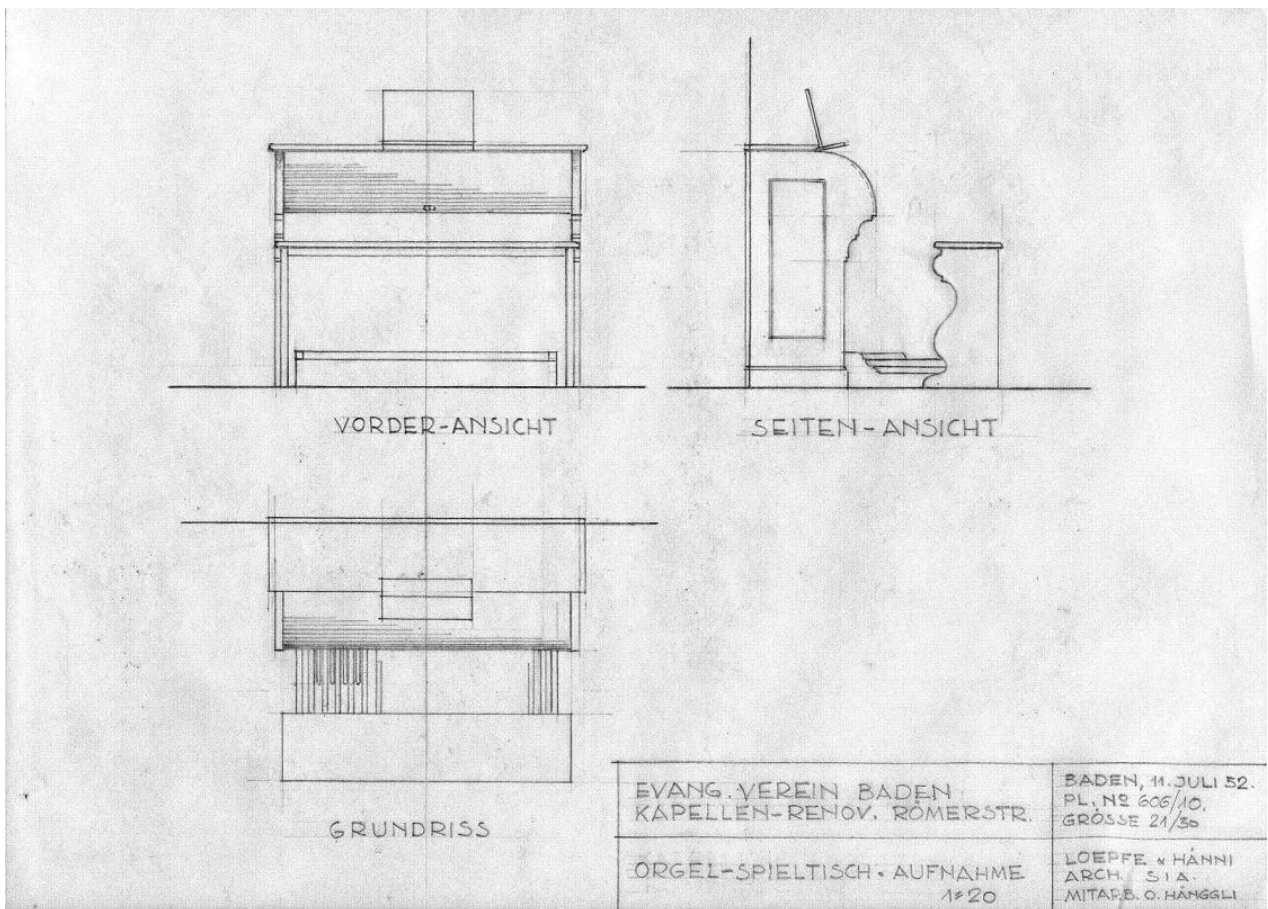 VORDER-ANSICHT
SEITEN-ANSICHT
GRUNDRISS
EVANG. VEREIN BADEN
KAPELLEN-RENOV. RÖMERSTR.
ORGEL-SPIELTISCH. AUFNAHME
1:20
BADEN, 11. JULI 52.
PL. Nº 606/10.
GRÖSSE 21/30
LOEPFE & HÄNNI
ARCH. SIA.
MITARB. O. HÄNGGLI